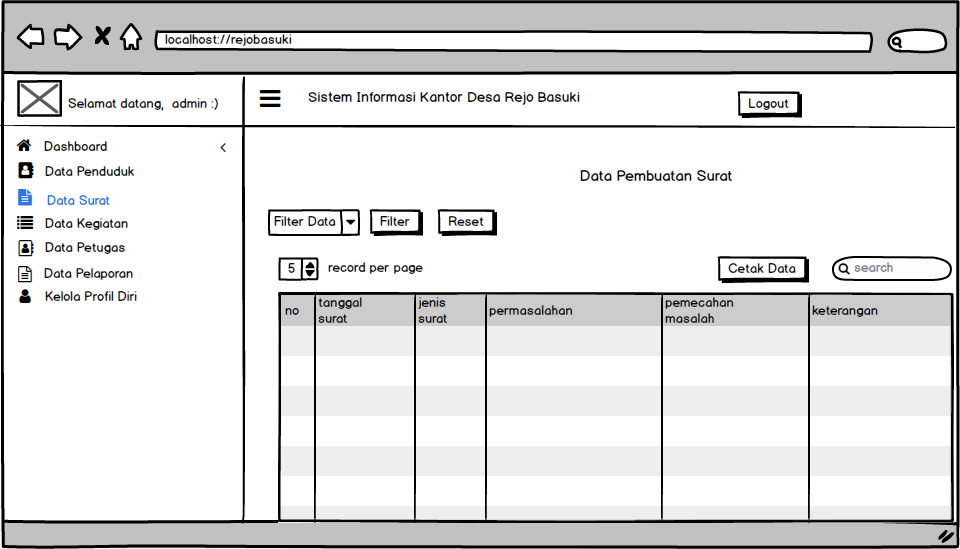 localhost://rejobasuki
Selamat datang, admin :)
Sistem Informasi Kantor Desa Rejo Basuki
Logout
Dashboard
Data Penduduk
Data Surat
Data Kegiatan
Data Petugas
Data Pelaporan
Kelola Profil Diri
Data Pembuatan Surat
Filter Data
Filter
Reset
5 record per page
Cetak Data
search
no
tanggal
surat
jenis
surat
permasalahan
pemecahan
masalah
keterangan